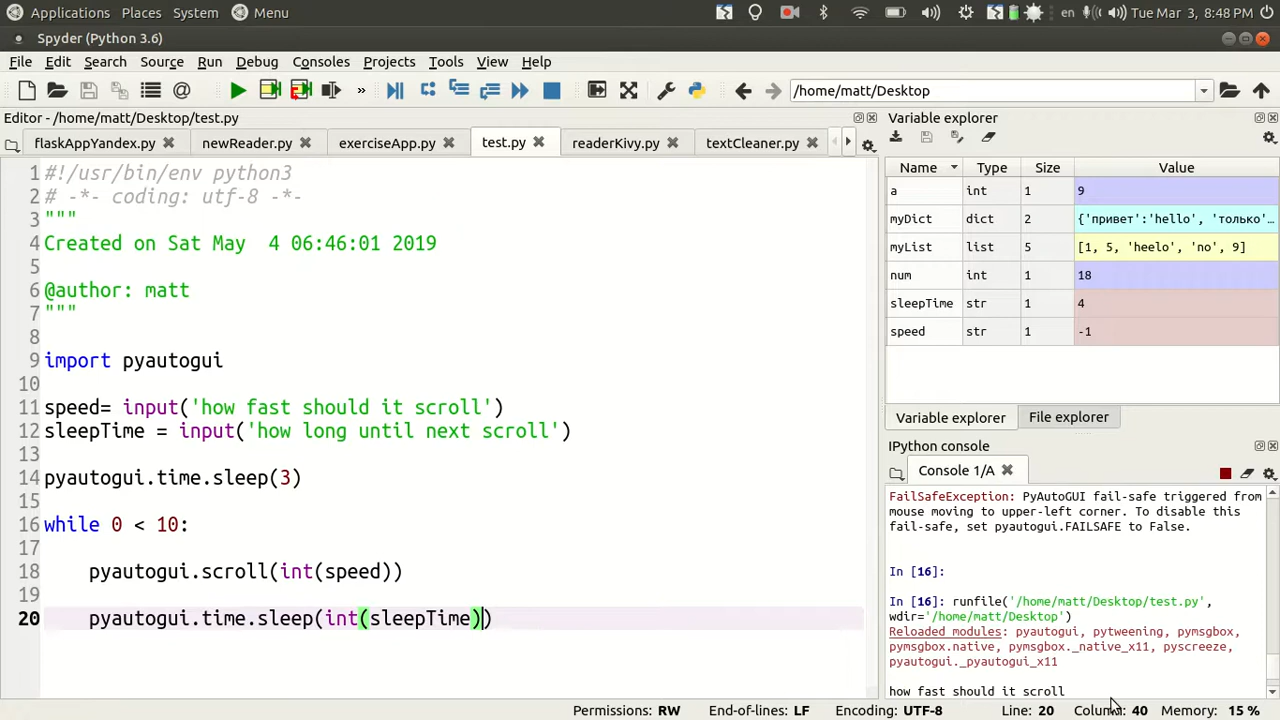 Applications Places System Menu en Tue Mar 3, 8:48 PM
Spyder (Python 3.6)
File Edit Search Source Run Debug Consoles Projects Tools View Help
/home/matt/Desktop
Editor - /home/matt/Desktop/test.py
Variable explorer
flaskAppYandex.py newReader.py exerciseApp.py test.py readerKivy.py textCleaner.py
Name Type Size Value
a int 1 9
myDict dict 2 {'привет':'hello', 'только'...
myList list 5 [1, 5, 'heelo', 'no', 9]
num int 1 18
sleepTime str 1 4
speed str 1 -1
1 #!/usr/bin/env python3
2 # -*- coding: utf-8 -*-
3 """
4 Created on Sat May  4 06:46:01 2019
5
6 @author: matt
7 """
8
9 import pyautogui
10
11 speed= input('how fast should it scroll')
12 sleepTime = input('how long until next scroll')
13
14 pyautogui.time.sleep(3)
15
16 while 0 < 10:
17
18     pyautogui.scroll(int(speed))
19
20     pyautogui.time.sleep(int(sleepTime))
Variable explorer File explorer
IPython console
Console 1/A
FailSafeException: PyAutoGUI fail-safe triggered from
mouse moving to upper-left corner. To disable
this fail-safe, set pyautogui.FAILSAFE to False.
In [16]:
In [16]: runfile('/home/matt/Desktop/test.py',
wdir='/home/matt/Desktop')
Reloaded modules: pyautogui, pytweening, pymsgbox,
pymsgbox.native, pymsgbox._native_x11, pyscreeze,
pyautogui._pyautogui_x11
how fast should it scroll
Permissions: RW End-of-lines: LF Encoding: UTF-8 Line: 20 Column: 40 Memory: 15 %